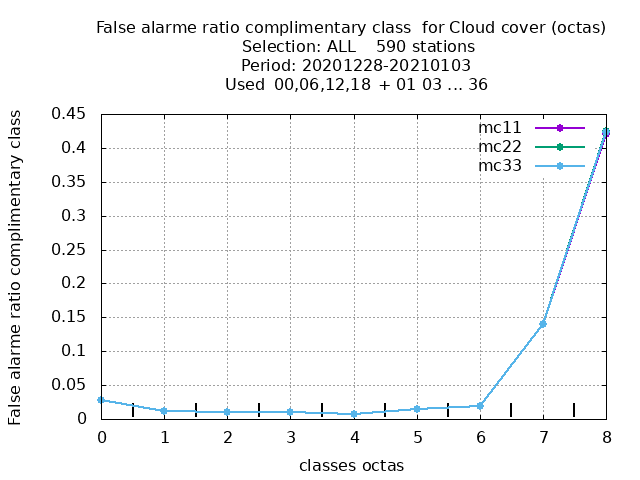 False alarme ratio complimentary class  for Cloud cover (octas)
Selection: ALL    590 stations
Period: 20201228-20210103
Used  00,06,12,18  + 01 03 ... 36
False alarme ratio complimentary class
0.45
0.4
0.35
0.3
0.25
0.2
0.15
0.1
0.05
0
mc11
mc22
mc33
0 1 2 3 4 5 6 7 8
classes octas